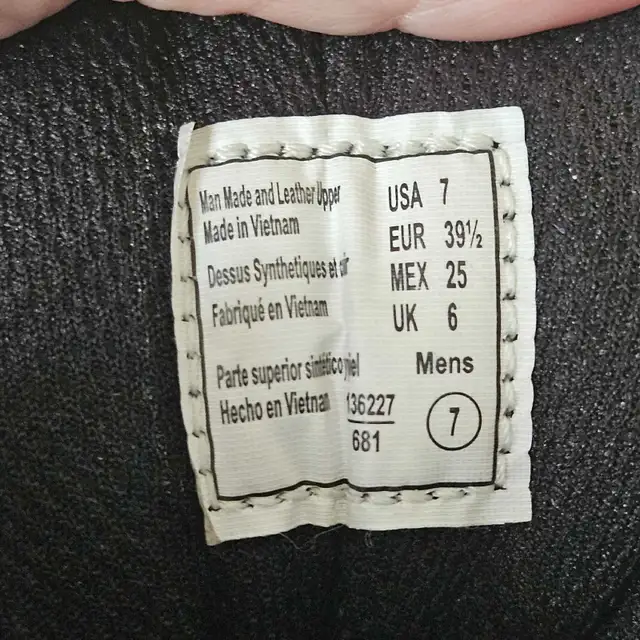 Man Made and Leather Upper
Made in Vietnam
Dessus Synthetiques et cuir
Fabriqué en Vietnam
Parte superior sintético piel
Hecho en Vietnam
USA 7
EUR 39½
MEX 25
UK 6
Mens
136227
681
7